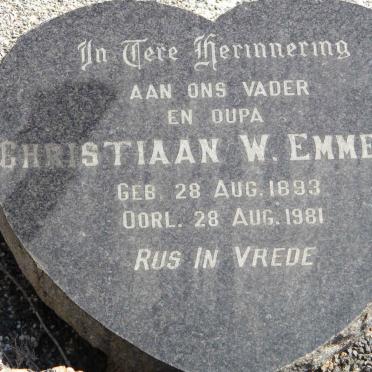 In Tere Herinnering
AAN ONS VADER
EN OUPA
CHRISTIAAN W. EMME
GEB. 28 AUG. 1893
OORL. 28 AUG. 1981
RUS IN VREDE